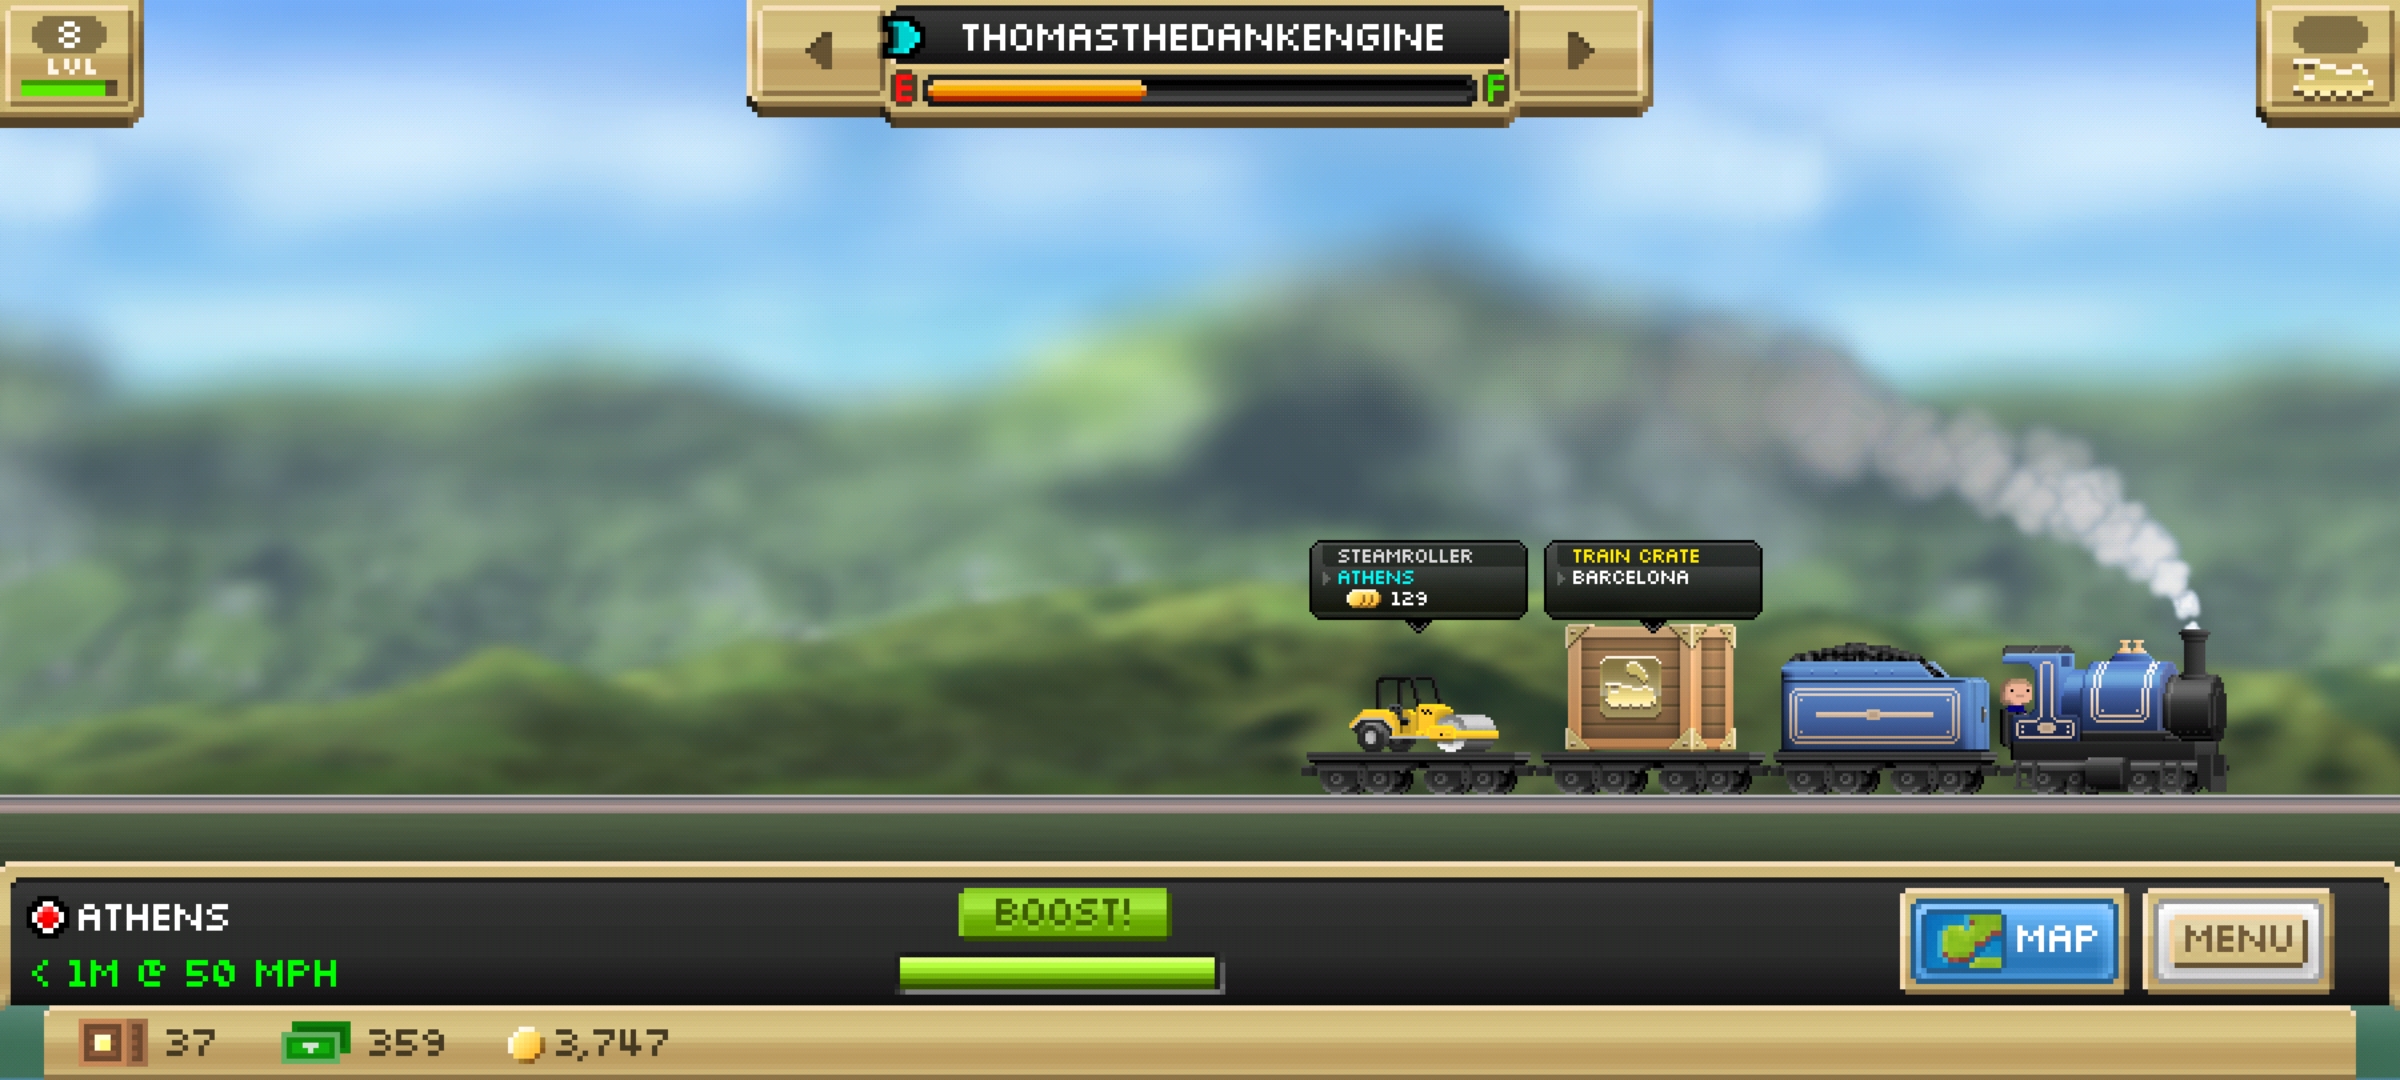 8
LVL
THOMASTHEDANKENGINE
E F
STEAMROLLER
ATHENS
129
TRAIN CRATE
BARCELONA
ATHENS
< 1M @ 50 MPH
BOOST!
MAP
MENU
37
359
3,747